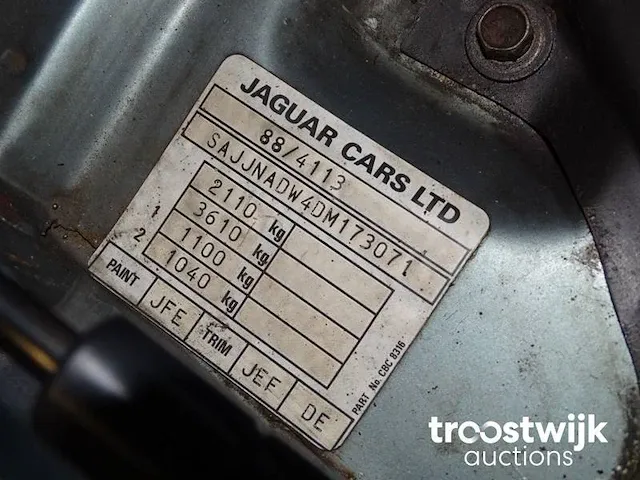 JAGUAR CARS LTD
88/4113
SAJJNADW4DM173071
2110 kg
3610 kg
1 1100 kg
2 1040 kg
PAINT JFE TRIM JEF DE
PART No. CBC 8316
troostwijk
auctions